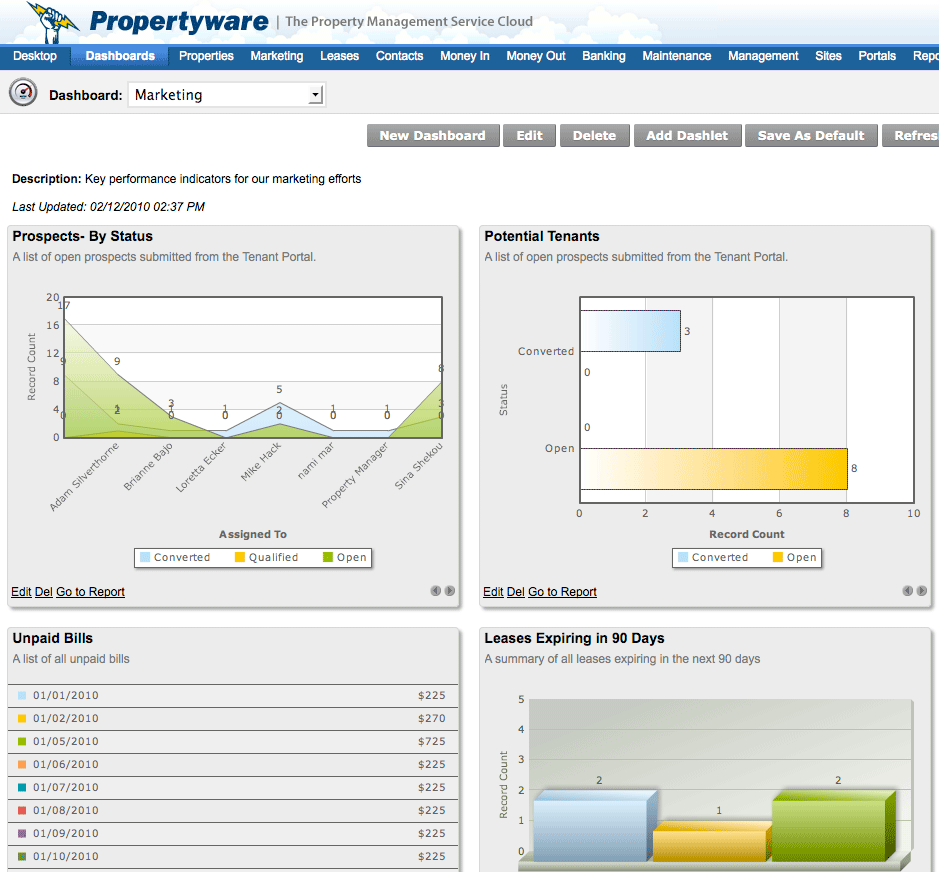 Propertyware | The Property Management Service Cloud
Desktop Dashboards Properties Marketing Leases Contacts Money In Money Out Banking Maintenance Management Sites Portals Repo
Dashboard: Marketing
New Dashboard Edit Delete Add Dashlet Save As Default Refres
Description: Key performance indicators for our marketing efforts
Last Updated: 02/12/2010 02:37 PM
Prospects- By Status
A list of open prospects submitted from the Tenant Portal.
20
17
16
12
9
9
8
8
5
4
3
1
2
0
1
0
2
0
1
0
1
0
3
0
0
0
Record Count
Adam Silverthorne
Brianne Bajo
Loretta Ecker
Mike Hack
nami mar
Property Manager
Sina Shekou
Assigned To
Converted Qualified Open
Edit Del Go to Report
Potential Tenants
A list of open prospects submitted from the Tenant Portal.
Status
3
Converted
0
0
Open
8
0 2 4 6 8 10
Record Count
Converted Open
Edit Del Go to Report
Unpaid Bills
A list of all unpaid bills
01/01/2010 $225
01/02/2010 $270
01/05/2010 $725
01/06/2010 $225
01/07/2010 $225
01/08/2010 $225
01/09/2010 $225
01/10/2010 $225
Leases Expiring in 90 Days
A summary of all leases expiring in the next 90 days
Record Count
5
4
3
2
1
0
2 1 2